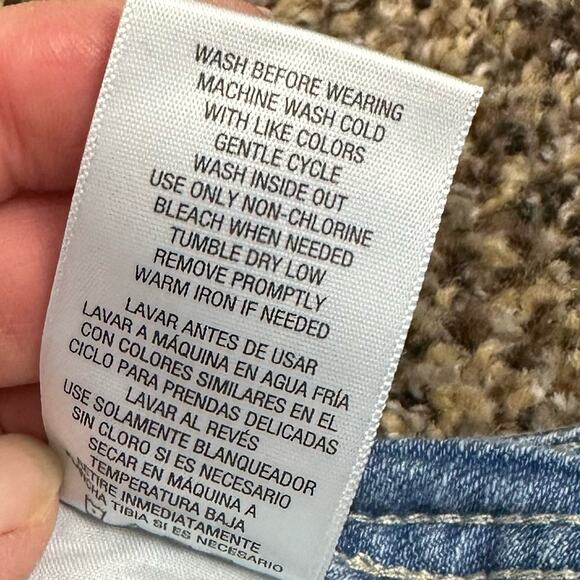 WASH BEFORE WEARING
MACHINE WASH COLD
WITH LIKE COLORS
GENTLE CYCLE
WASH INSIDE OUT
USE ONLY NON-CHLORINE
BLEACH WHEN NEEDED
TUMBLE DRY LOW
REMOVE PROMPTLY
WARM IRON IF NEEDED
LAVAR ANTES DE USAR
LAVAR A MÁQUINA EN AGUA FRÍA
CON COLORES SIMILARES EN EL
CICLO PARA PRENDAS DELICADAS
LAVAR AL REVÉS
USE SOLAMENTE BLANQUEADOR
SIN CLORO SI ES NECESARIO
SECAR EN MÁQUINA A
TEMPERATURA BAJA
INMEDIATAMENTE
TIBIA SI ES NECESARIO